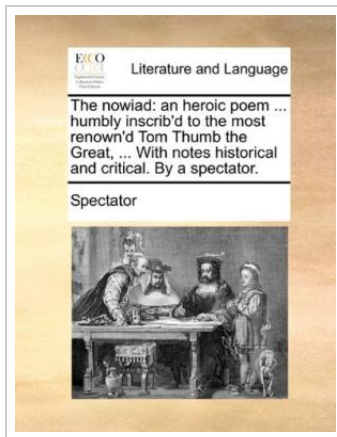 ECCO
Literature and Language
The nowiad: an heroic poem ...
humbly inscrib'd to the most
renown'd Tom Thumb the
Great, ... With notes historical
and critical. By a spectator.
Spectator